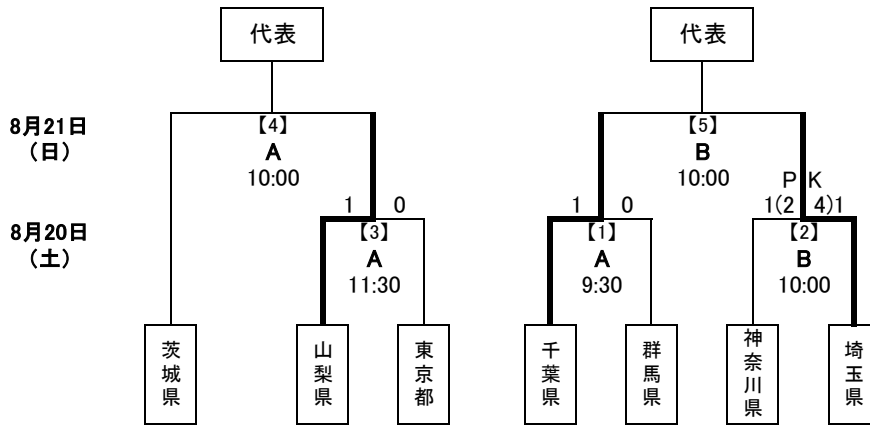 代表 代表
8月21日
（日）
【4】 【5】
A B
10:00 10:00
P K
1 0 1 0 1(2 4)1
8月20日
（土）
【3】 【1】 【2】
A A B
11:30 9:30 10:00
茨城県 山梨県 東京都 千葉県 群馬県 神奈川県 埼玉県